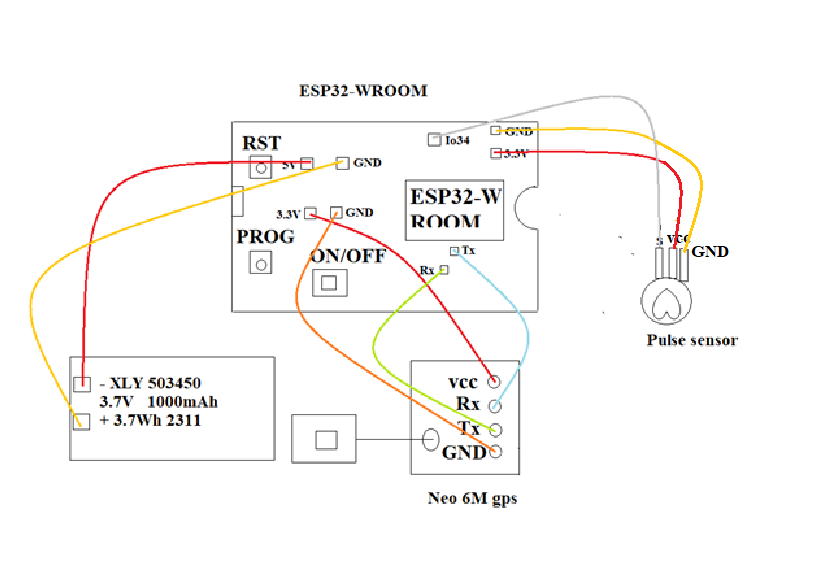 ESP32-WROOM
RST
5V
GND
Io34
GND
3.3V
3.3V
GND
ESP32-W
ROOM
PROG
ON/OFF
Tx
Rx
s vcc
GND
Pulse sensor
- XLY 503450
3.7V 1000mAh
+ 3.7Wh 2311
vcc
Rx
Tx
GND
Neo 6M gps